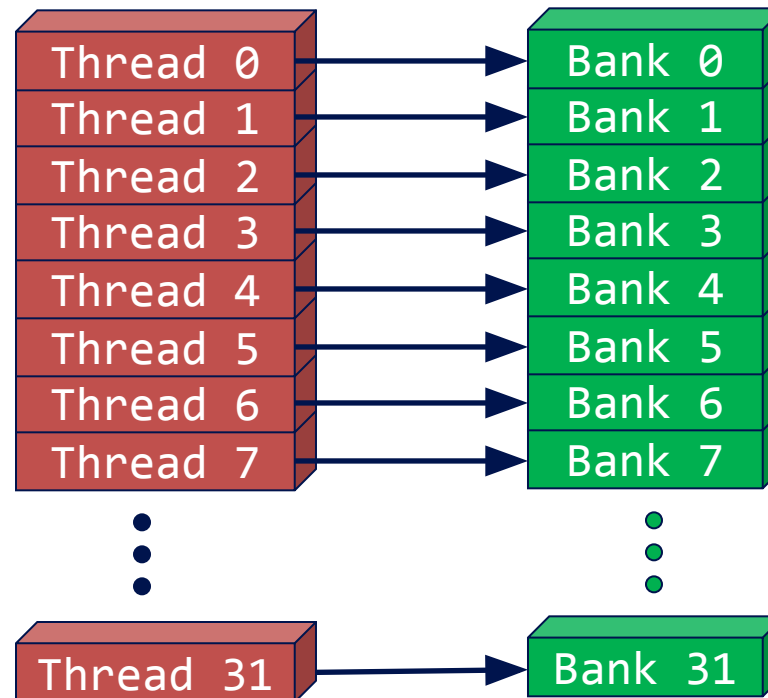 Thread 0
Bank 0
Thread 1
Bank 1
Thread 2
Bank 2
Thread 3
Bank 3
Thread 4
Bank 4
Thread 5
Bank 5
Thread 6
Bank 6
Thread 7
Bank 7
Thread 31
Bank 31